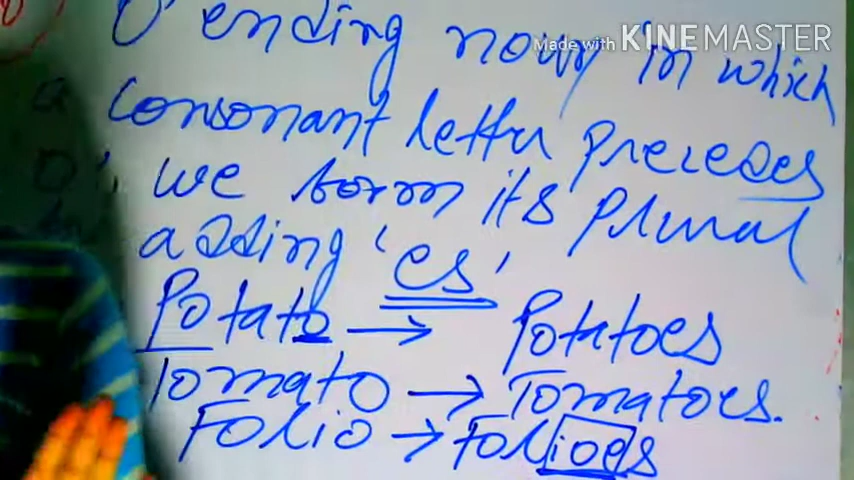 O' ending noun in which
Made with KINEMASTER
a consonant letter precedes
O', we form its plural
by adding 'es'
Potato → Potatoes
Tomato → Tomatoes.
Folio → Folioes